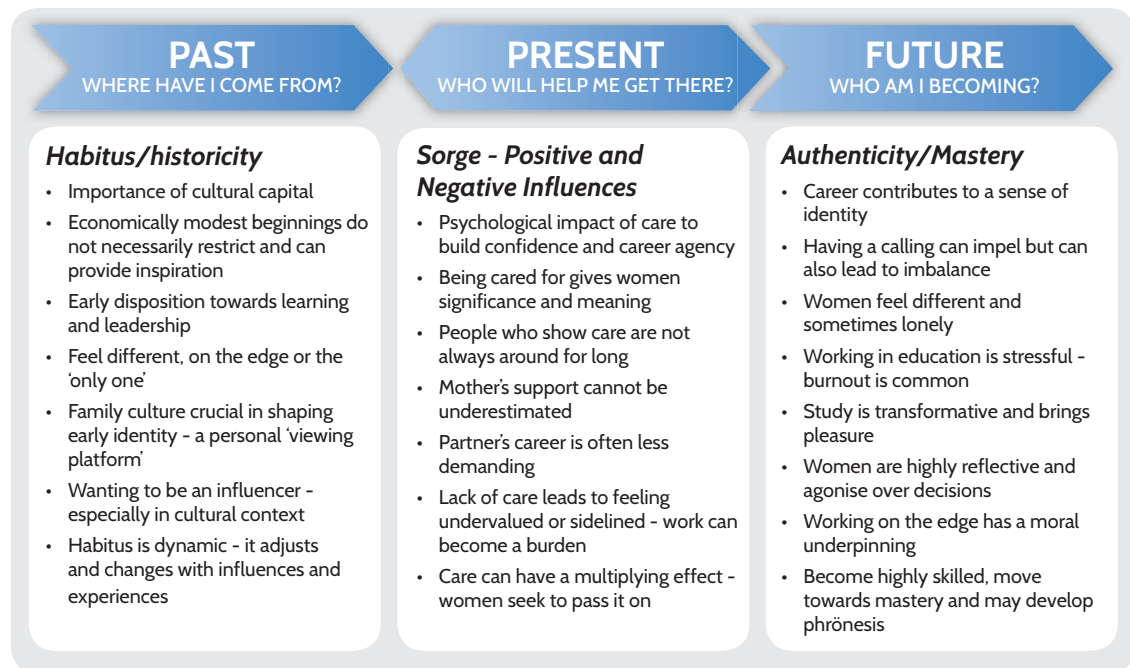 PAST
WHERE HAVE I COME FROM?
Habitus/historicity
• Importance of cultural capital
• Economically modest beginnings do
not necessarily restrict and can
provide inspiration
• Early disposition towards learning
and leadership
• Feel different, on the edge or the
‘only one’
• Family culture crucial in shaping
early identity - a personal ‘viewing
platform’
• Wanting to be an influencer -
especially in cultural context
• Habitus is dynamic - it adjusts
and changes with influences and
experiences
PRESENT
WHO WILL HELP ME GET THERE?
Sorge - Positive and
Negative Influences
• Psychological impact of care to
build confidence and career agency
• Being cared for gives women
significance and meaning
• People who show care are not
always around for long
• Mother’s support cannot be
underestimated
• Partner’s career is often less
demanding
• Lack of care leads to feeling
undervalued or sidelined - work can
become a burden
• Care can have a multiplying effect -
women seek to pass it on
FUTURE
WHO AM I BECOMING?
Authenticity/Mastery
• Career contributes to a sense of
identity
• Having a calling can impel but can
also lead to imbalance
• Women feel different and
sometimes lonely
• Working in education is stressful -
burnout is common
• Study is transformative and brings
pleasure
• Women are highly reflective and
agonise over decisions
• Working on the edge has a moral
underpinning
• Become highly skilled, move
towards mastery and may develop
phrönesis